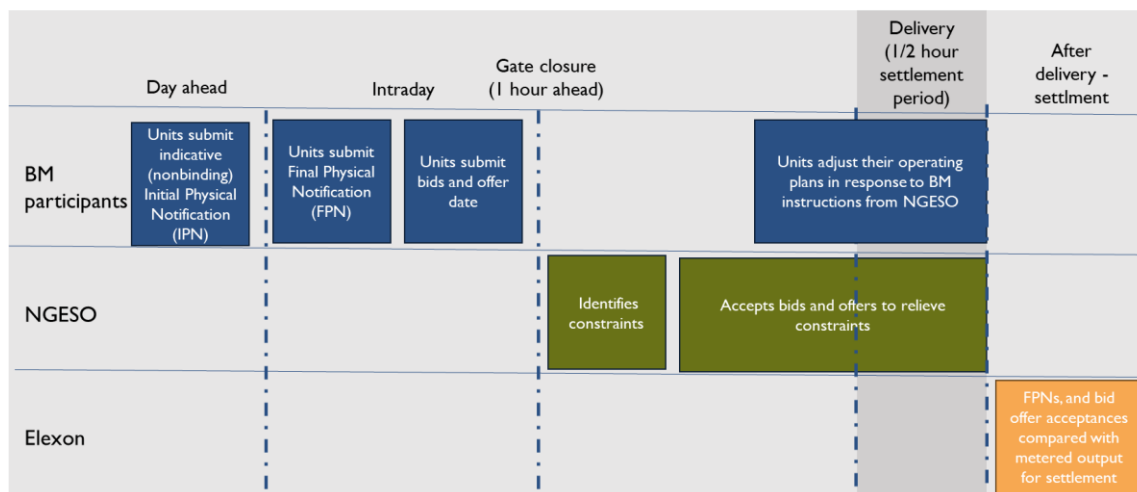 Day ahead
Intraday
Gate closure
(1 hour ahead)
Delivery
(1/2 hour
settlement
period)
After
delivery -
settlment
BM
participants
Units submit
indicative
(nonbinding)
Initial Physical
Notification
(IPN)
Units submit
Final Physical
Notification
(FPN)
Units submit
bids and offer
date
Units adjust their operating
plans in response to BM
instructions from NGESO
NGESO
Identifies
constraints
Accepts bids and offers to relieve
constraints
Elexon
FPNs, and bid
offer acceptances
compared with
metered output
for settlement